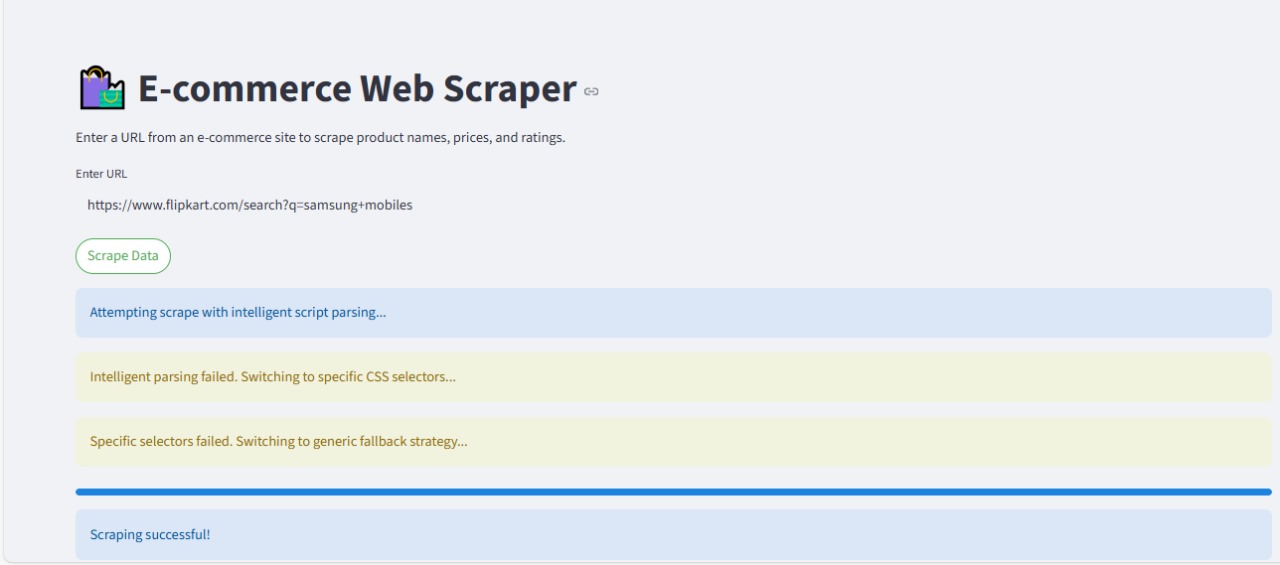 E-commerce Web Scraper
Enter a URL from an e-commerce site to scrape product names, prices, and ratings.
Enter URL
https://www.flipkart.com/search?q=samsung+mobiles
Scrape Data
Attempting scrape with intelligent script parsing...
Intelligent parsing failed. Switching to specific CSS selectors...
Specific selectors failed. Switching to generic fallback strategy...
Scraping successful!